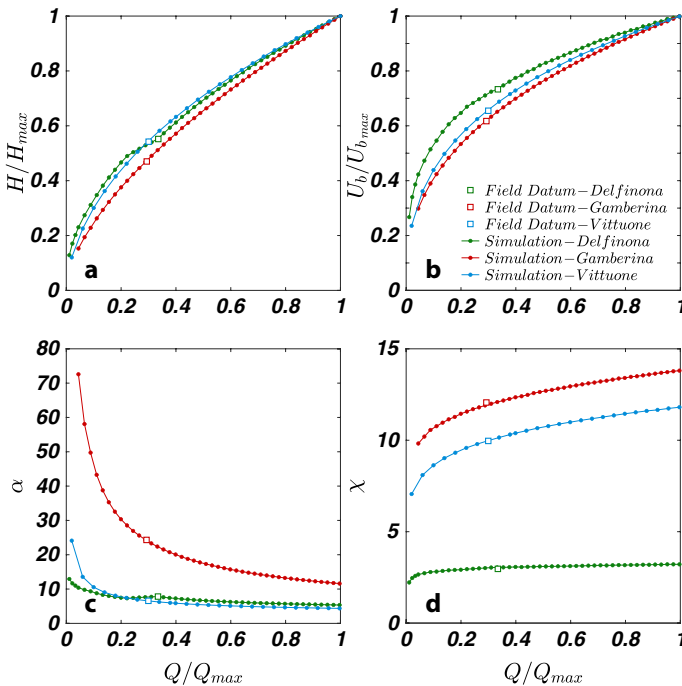 1
0.8
0.6
0.4
0.2
0
H/H_max
a
0 0.2 0.4 0.6 0.8 1
1
0.8
0.6
0.4
0.2
0
U_b/U_b_max
Field Datum−Delfinona
Field Datum−Gamberina
Field Datum−Vittuone
Simulation−Delfinona
Simulation−Gamberina
Simulation−Vittuone
b
0 0.2 0.4 0.6 0.8 1
80
70
60
50
40
30
20
10
0
α
c
0 0.2 0.4 0.6 0.8 1
Q/Q_max
15
10
5
0
χ
d
0 0.2 0.4 0.6 0.8 1
Q/Q_max